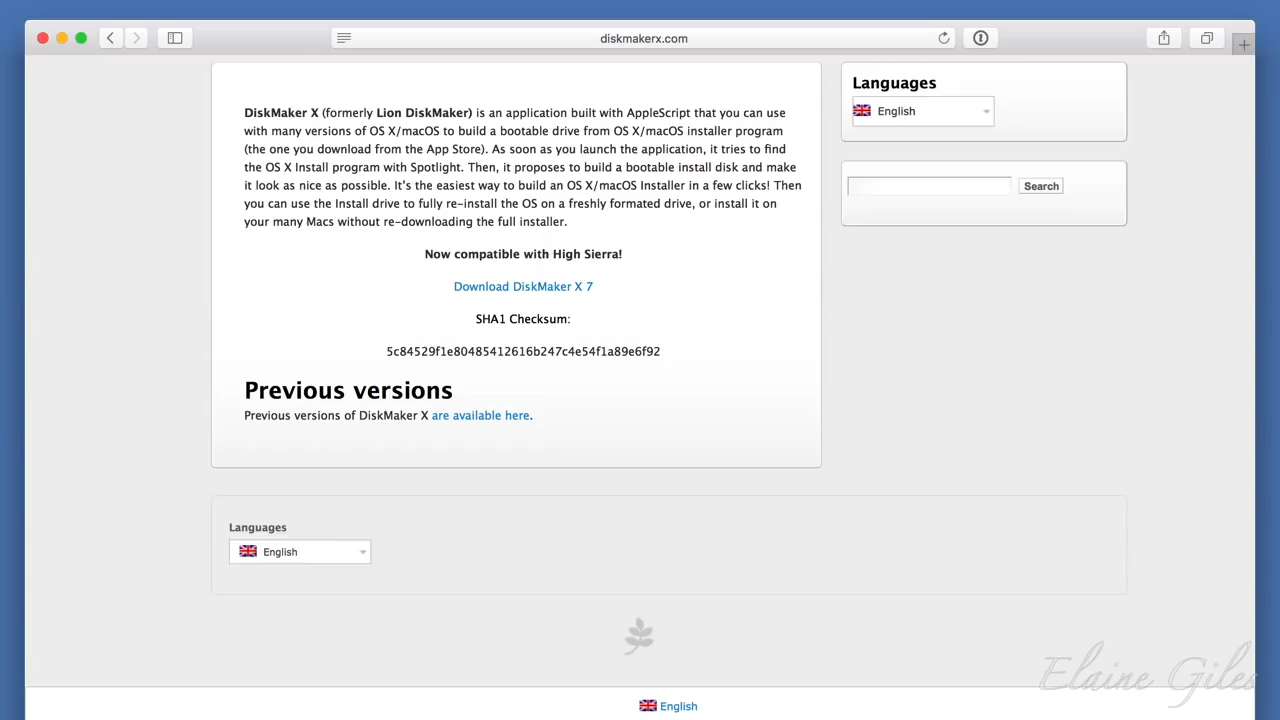 diskmakerx.com
DiskMaker X (formerly Lion DiskMaker) is an application built with AppleScript that you can use
with many versions of OS X/macOS to build a bootable drive from OS X/macOS installer program
(the one you download from the App Store). As soon as you launch the application, it tries to find
the OS X Install program with Spotlight. Then, it proposes to build a bootable install disk and make
it look as nice as possible. It's the easiest way to build an OS X/macOS Installer in a few clicks! Then
you can use the Install drive to fully re-install the OS on a freshly formated drive, or install it on
your many Macs without re-downloading the full installer.
Now compatible with High Sierra!
Download DiskMaker X 7
SHA1 Checksum:
5c84529f1e80485412616b247c4e54f1a89e6f92
Previous versions
Previous versions of DiskMaker X are available here.
Languages
English
Search
Languages
English
Elaine Giles
English